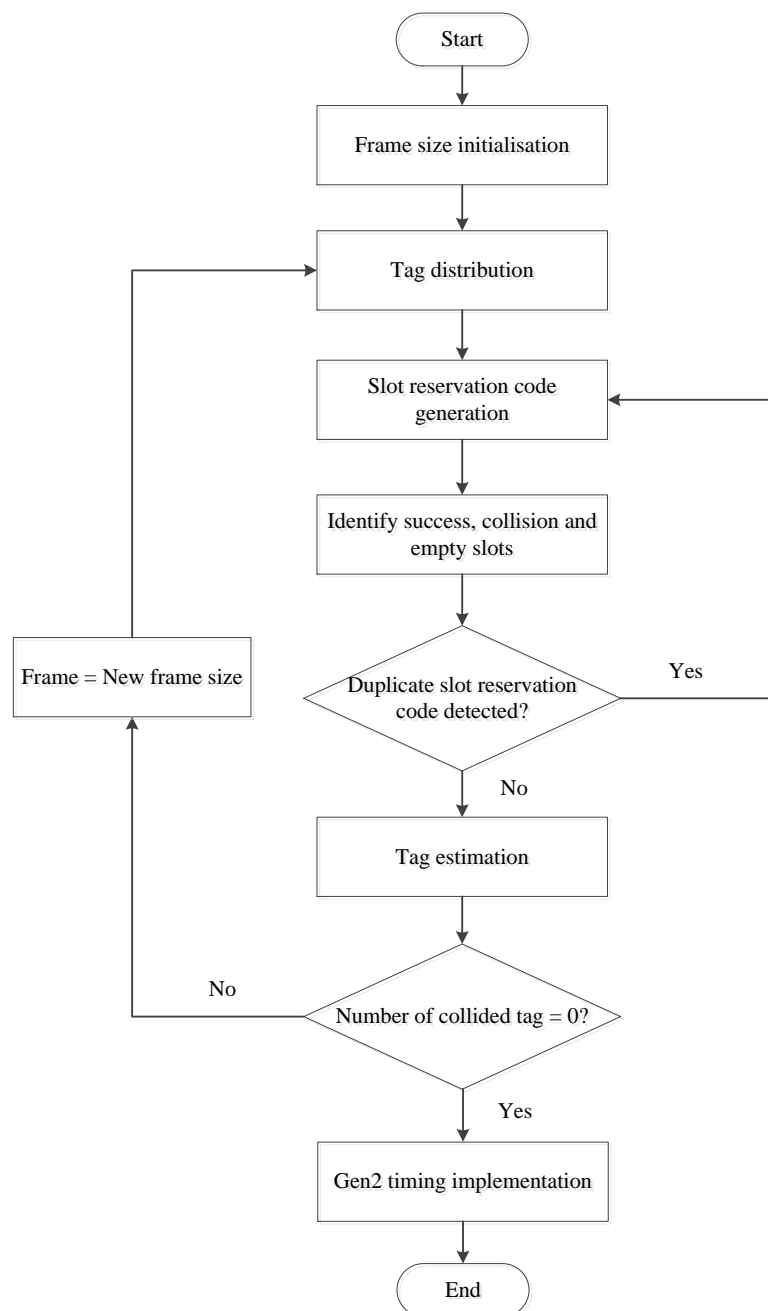 Start
Frame size initialisation
Tag distribution
Slot reservation code
generation
Identify success, collision and
empty slots
Frame = New frame size
Duplicate slot reservation
code detected?
Yes
No
Tag estimation
No
Number of collided tag = 0?
Yes
Gen2 timing implementation
End